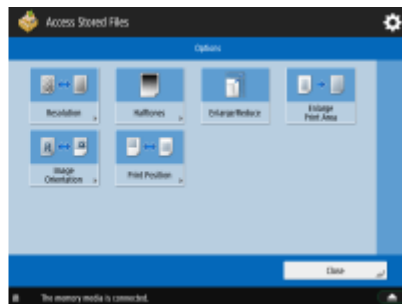 Access Stored Files
Options
Resolution
Halftones
Enlarge/Reduce
Enlarge
Print Area
Image
Orientation
Print Position
Close
The memory media is connected.